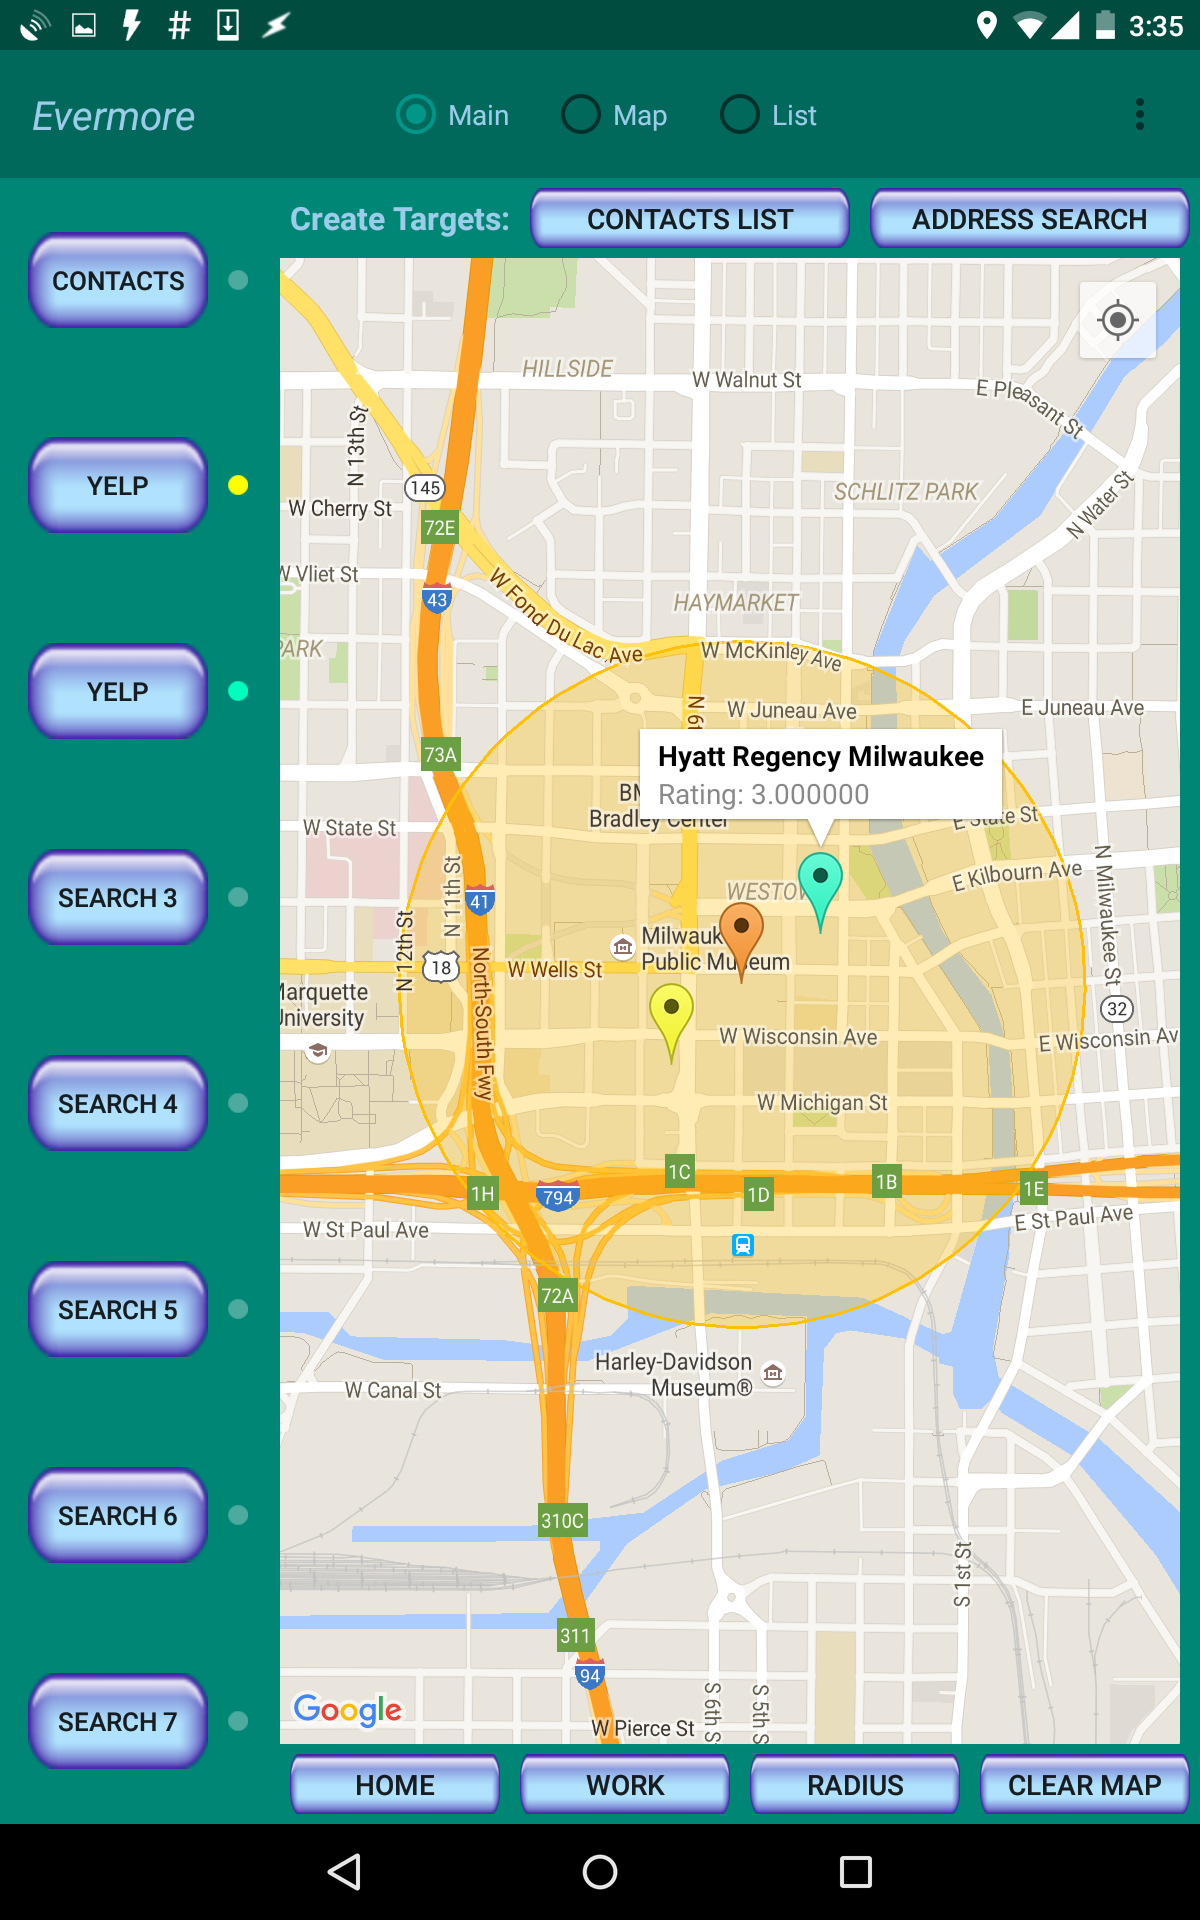 3:35
Evermore
Main
Map
List
Create Targets:
CONTACTS LIST
ADDRESS SEARCH
CONTACTS
YELP
YELP
SEARCH 3
SEARCH 4
SEARCH 5
SEARCH 6
SEARCH 7
HILLSIDE
W Walnut St
E Pleasant St
N 13th St
145
W Cherry St
SCHLITZ PARK
N Water St
72E
W Vliet St
43
W Fond Du Lac Ave
HAYMARKET
PARK
W McKinley Ave
N 6t
W Juneau Ave
E Juneau Ave
73A
Hyatt Regency Milwaukee
Rating: 3.000000
BM
Bradley Center
W State St
E State St
N 11th St
E Kilbourn Ave
N Milwaukee St
WESTOW
41
N 12th St
18
North-South Fwy
W Wells St
Milwauk
Public Museum
Marquette
University
32
W Wisconsin Ave
E Wisconsin Av
W Michigan St
1C
1H
794
1D
1B
1E
W St Paul Ave
E St Paul Ave
72A
Harley-Davidson
Museum®
W Canal St
310C
S 1st St
311
94
Google
W Pierce St
S 6th S
S 5th S
HOME
WORK
RADIUS
CLEAR MAP